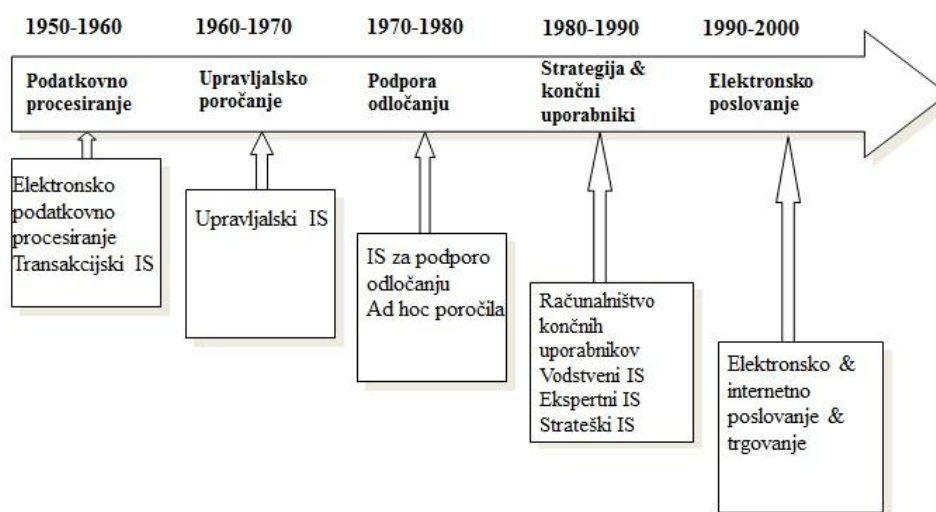 1950-1960
1960-1970
1970-1980
1980-1990
1990-2000
Podatkovno
procesiranje
Upravljalsko
poročanje
Podpora
odločanju
Strategija &
končni
uporabniki
Elektronsko
poslovanje
Elektronsko
podatkovno
procesiranje
Transakcijski IS
Upravljalski IS
IS za podporo
odločanju
Ad hoc poročila
Računalništvo
končnih
uporabnikov
Vodstveni IS
Ekspertni IS
Strateški IS
Elektronsko &
internetno
poslovanje &
trgovanje